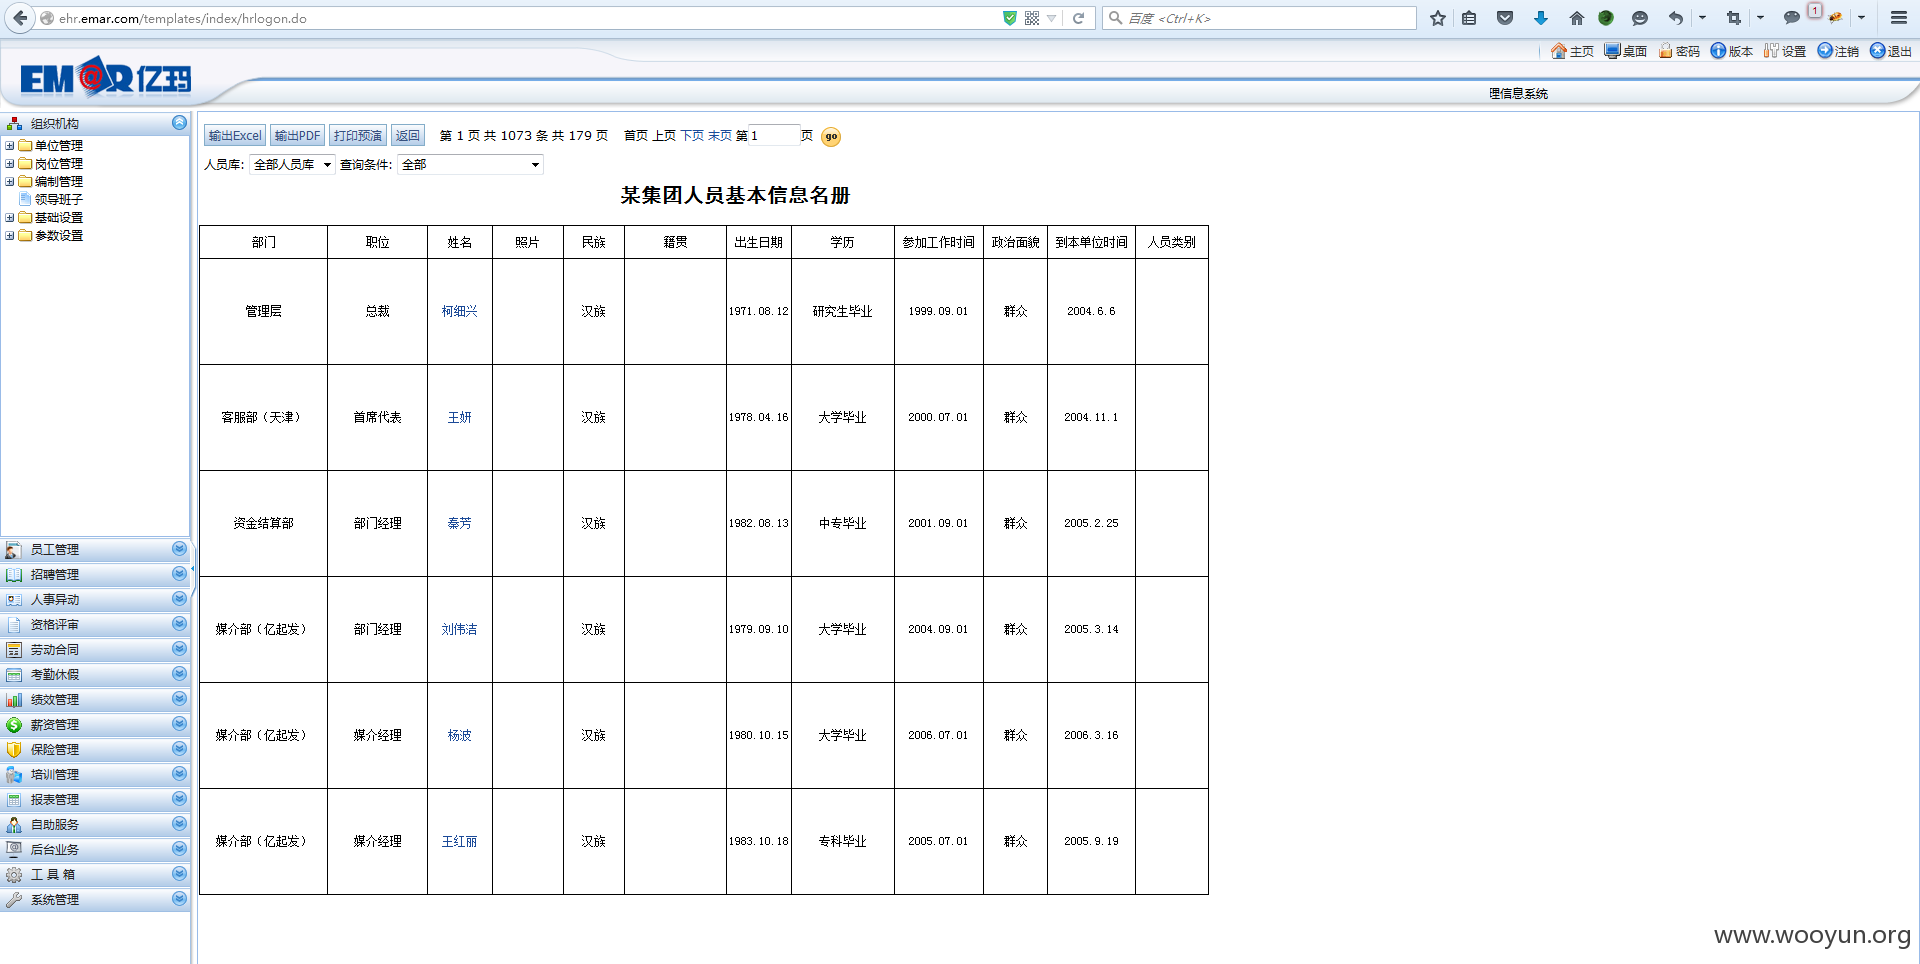 ehr.emar.com/templates/index/hrlogon.do
百度 <Ctrl+K>
1
主页 桌面 密码 版本 设置 注销 退出
EM@R亿玛
理信息系统
组织机构
单位管理
岗位管理
编制管理
领导班子
基础设置
参数设置
员工管理
招聘管理
人事异动
资格评审
劳动合同
考勤休假
绩效管理
薪资管理
保险管理
培训管理
报表管理
自助服务
后台业务
工 具 箱
系统管理
输出Excel 输出PDF 打印预演 返回 第 1 页 共 1073 条 共 179 页 首页 上页 下页 末页 第 1 页 go
人员库: 全部人员库 查询条件: 全部
某集团人员基本信息名册
部门 职位 姓名 照片 民族 籍贯 出生日期 学历 参加工作时间 政治面貌 到本单位时间 人员类别
管理层 总裁 柯细兴 汉族 1971.08.12 研究生毕业 1999.09.01 群众 2004.6.6
客服部（天津） 首席代表 王妍 汉族 1978.04.16 大学毕业 2000.07.01 群众 2004.11.1
资金结算部 部门经理 秦芳 汉族 1982.08.13 中专毕业 2001.09.01 群众 2005.2.25
媒介部（亿起发） 部门经理 刘伟洁 汉族 1979.09.10 大学毕业 2004.09.01 群众 2005.3.14
媒介部（亿起发） 媒介经理 杨波 汉族 1980.10.15 大学毕业 2006.07.01 群众 2006.3.16
媒介部（亿起发） 媒介经理 王红丽 汉族 1983.10.18 专科毕业 2005.07.01 群众 2005.9.19
www.wooyun.org